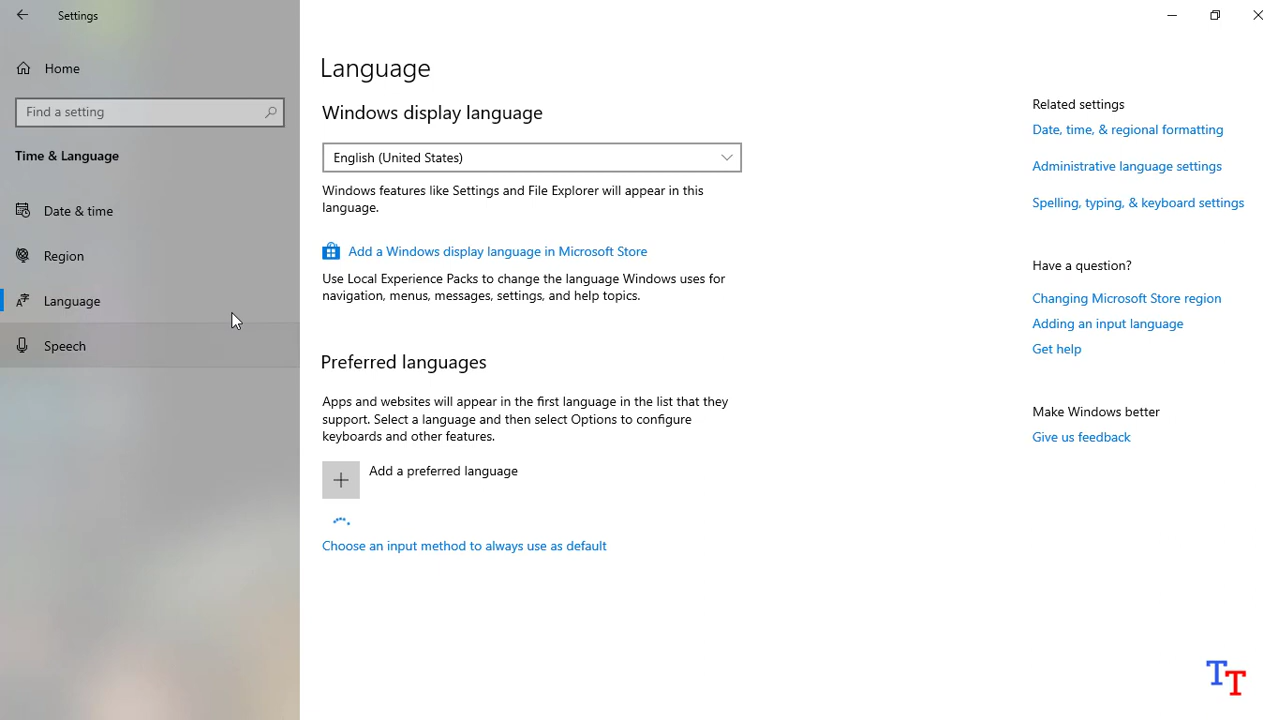 Settings
Home
Find a setting
Time & Language
Date & time
Region
Language
Speech
Language
Windows display language
English (United States)
Windows features like Settings and File Explorer will appear in this
language.
Add a Windows display language in Microsoft Store
Use Local Experience Packs to change the language Windows uses for
navigation, menus, messages, settings, and help topics.
Preferred languages
Apps and websites will appear in the first language in the list that they
support. Select a language and then select Options to configure
keyboards and other features.
Add a preferred language
Choose an input method to always use as default
Related settings
Date, time, & regional formatting
Administrative language settings
Spelling, typing, & keyboard settings
Have a question?
Changing Microsoft Store region
Adding an input language
Get help
Make Windows better
Give us feedback
TT